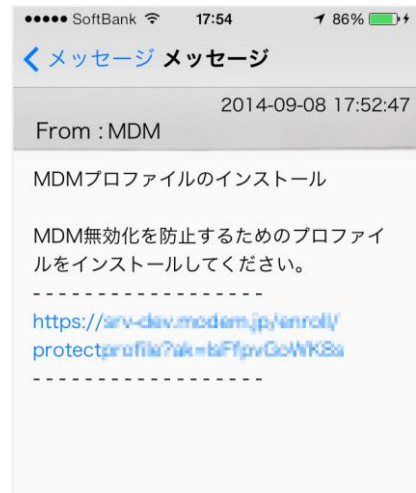 SoftBank 17:54 86%
メッセージ メッセージ
2014-09-08 17:52:47
From : MDM
MDMプロファイルのインストール
MDM無効化を防止するためのプロファイ
ルをインストールしてください。
- - - - - - - - - - - - - - - - - -
https://
protect
- - - - - - - - - - - - - - - - - -